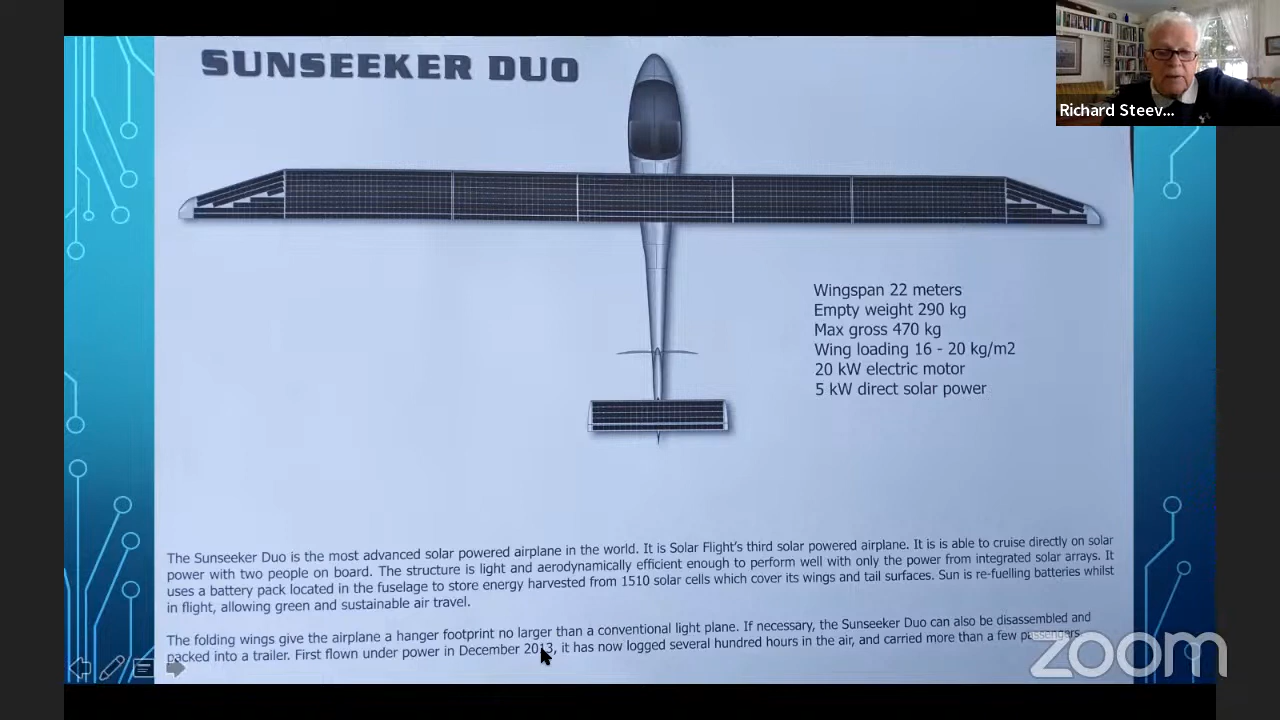 SUNSEEKER DUO
Richard Steev...
Wingspan 22 meters
Empty weight 290 kg
Max gross 470 kg
Wing loading 16 - 20 kg/m2
20 kW electric motor
5 kW direct solar power
The Sunseeker Duo is the most advanced solar powered airplane in the world. It is Solar Flight's third solar powered airplane. It is is able to cruise directly on solar
power with two people on board. The structure is light and aerodynamically efficient enough to perform well with only the power from integrated solar arrays. It
uses a battery pack located in the fuselage to store energy harvested from 1510 solar cells which cover its wings and tail surfaces. Sun is re-fuelling batteries whilst
in flight, allowing green and sustainable air travel.
The folding wings give the airplane a hanger footprint no larger than a conventional light plane. If necessary, the Sunseeker Duo can also be disassembled and
packed into a trailer. First flown under power in December 2013, it has now logged several hundred hours in the air, and carried more than a few passengers
zoom